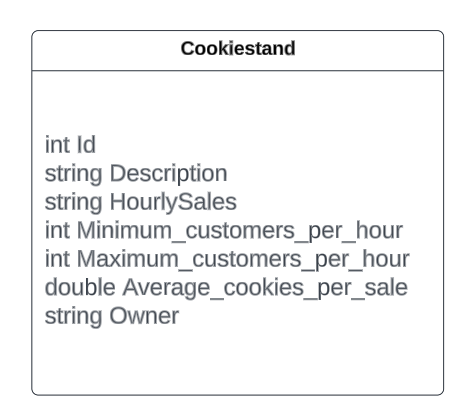 Cookiestand
int Id
string Description
string HourlySales
int Minimum_customers_per_hour
int Maximum_customers_per_hour
double Average_cookies_per_sale
string Owner